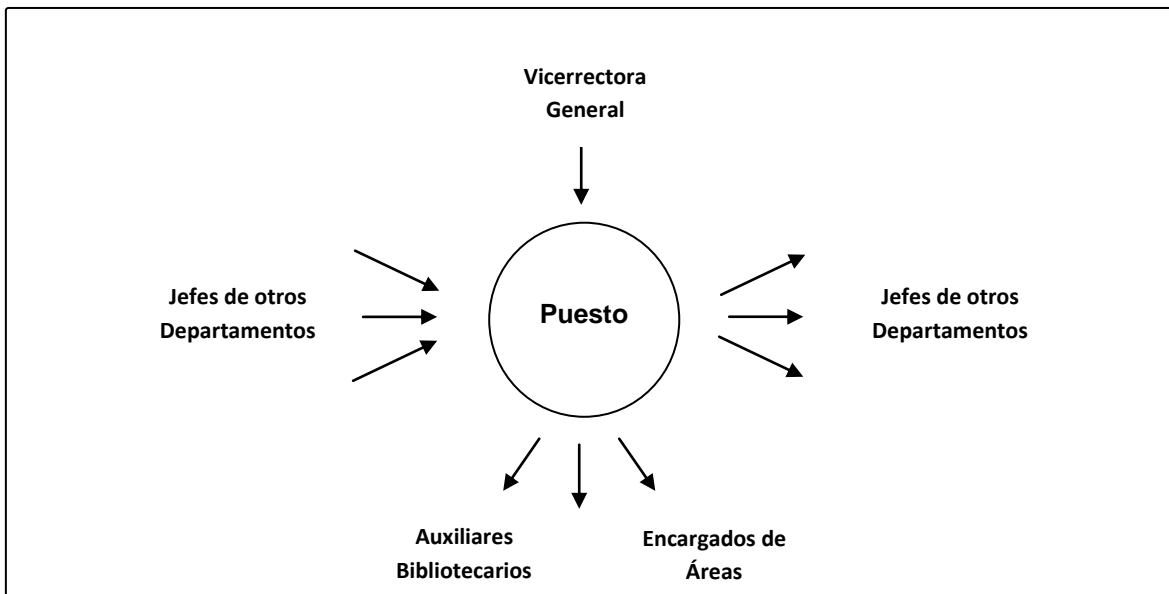 Vicerrectora
General
Jefes de otros
Departamentos
Puesto
Jefes de otros
Departamentos
Auxiliares
Bibliotecarios
Encargados de
Áreas